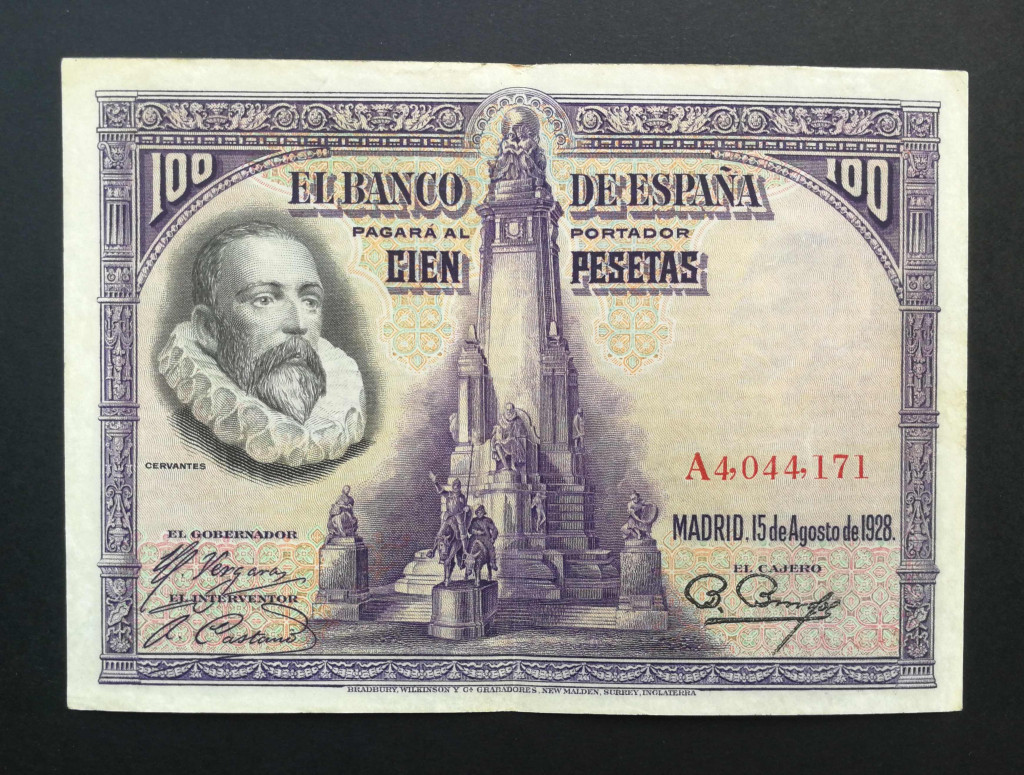 100 100
EL BANCO DE ESPAÑA
PAGARÁ AL PORTADOR
CIEN PESETAS
CERVANTES
A4,044,171
MADRID. 15 de Agosto de 1928.
EL GOBERNADOR
Vergara
EL INTERVENTOR
EL CAJERO
BRADBURY, WILKINSON Y Cª GRABADORES. NEW MALDEN, SURREY, INGLATERRA